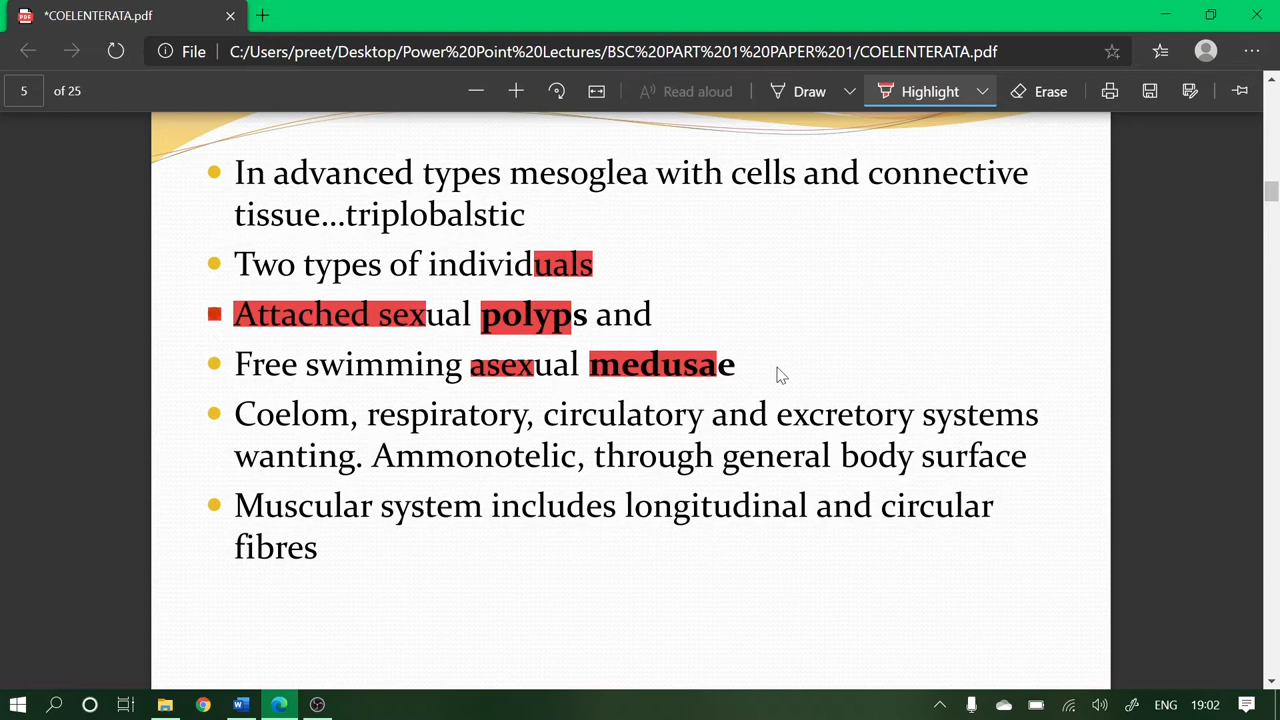 *COELENTERATA.pdf
File C:/Users/preet/Desktop/Power%20Point%20Lectures/BSC%20PART%201%20PAPER%201/COELENTERATA.pdf
5 of 25 Read aloud Draw Highlight Erase
In advanced types mesoglea with cells and connective
tissue...triplobalstic
Two types of individuals
Attached sexual polyps and
Free swimming asexual medusae
Coelom, respiratory, circulatory and excretory systems
wanting. Ammonotelic, through general body surface
Muscular system includes longitudinal and circular
fibres
ENG 19:02